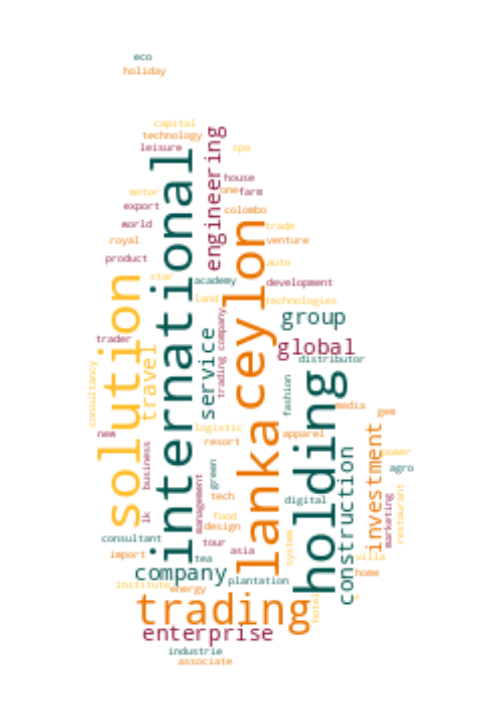 eco
holiday
capital
technology
leisure
engineering
spa
international
house
motor
one farm
export
colombo
world
trade
royal
ceylon
venture
product
auto
star
academy
development
solution
land
technologies
trading company
group
service
trader
global
travel
distributor
consultancy
holding
fashion
media
gem
logistic
lanka
apparel
new
resort
investment
business
construction
power
green
agro
management
tech
digital
restaurant
marketing
lk
food
design
consultant
tour
system
asia
import
tea
villa
company
home
plantation
institute
energy
hotel
trading
enterprise
industrie
associate